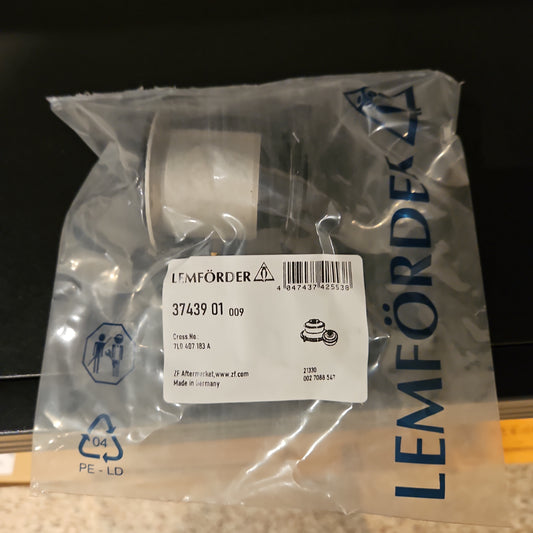 LEMFÖRDER
LEMFÖRDER
4 047437 425538
37439 01 009
Cross No:
7L0 407 183 A
ZF Aftermarket, www.zf.com
Made in Germany
21330
002 7088 547
04
PE - LD